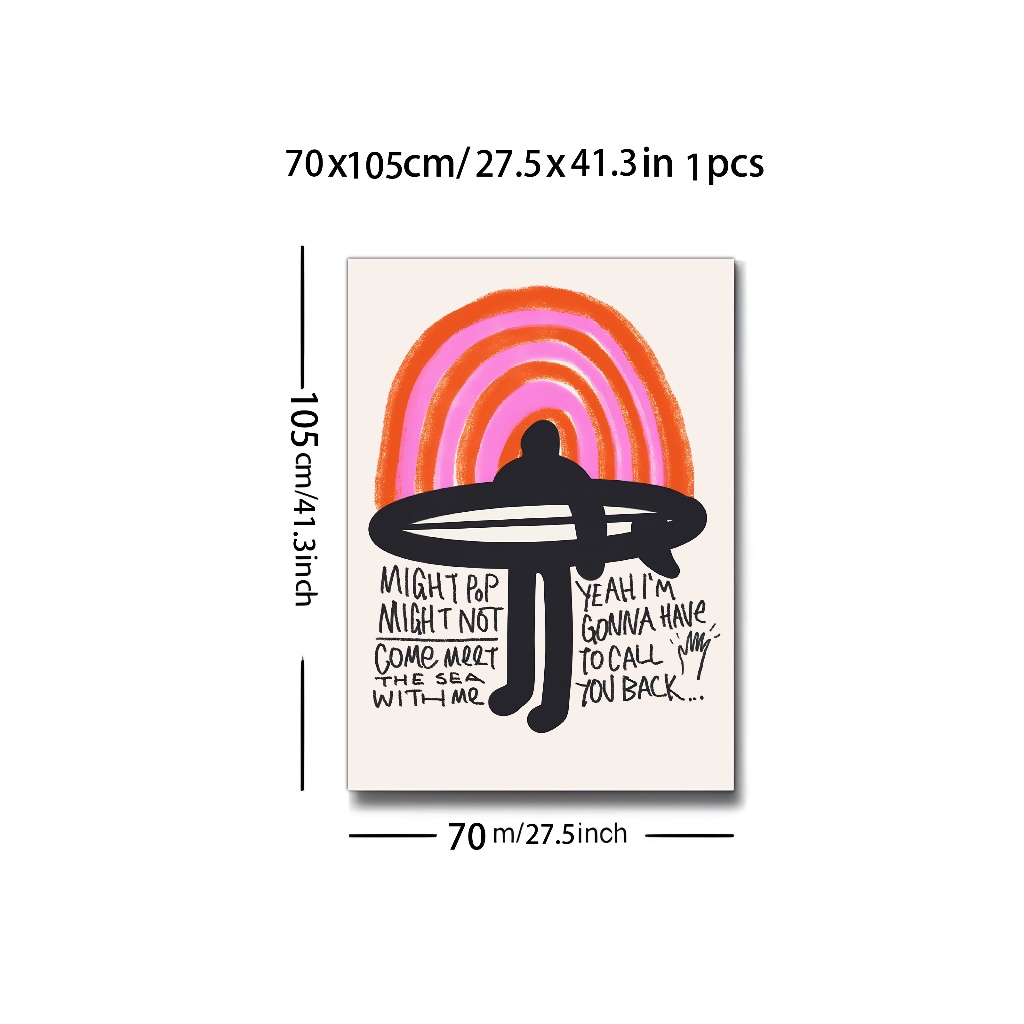 70x105cm/27.5x41.3in 1pcs
105cm/41.3inch
MIGHT POP
MIGHT NOT
COME MEET
THE SEA
WITH ME
YEAH I'M
GONNA HAVE
TO CALL
YOU BACK...
70 m/27.5inch